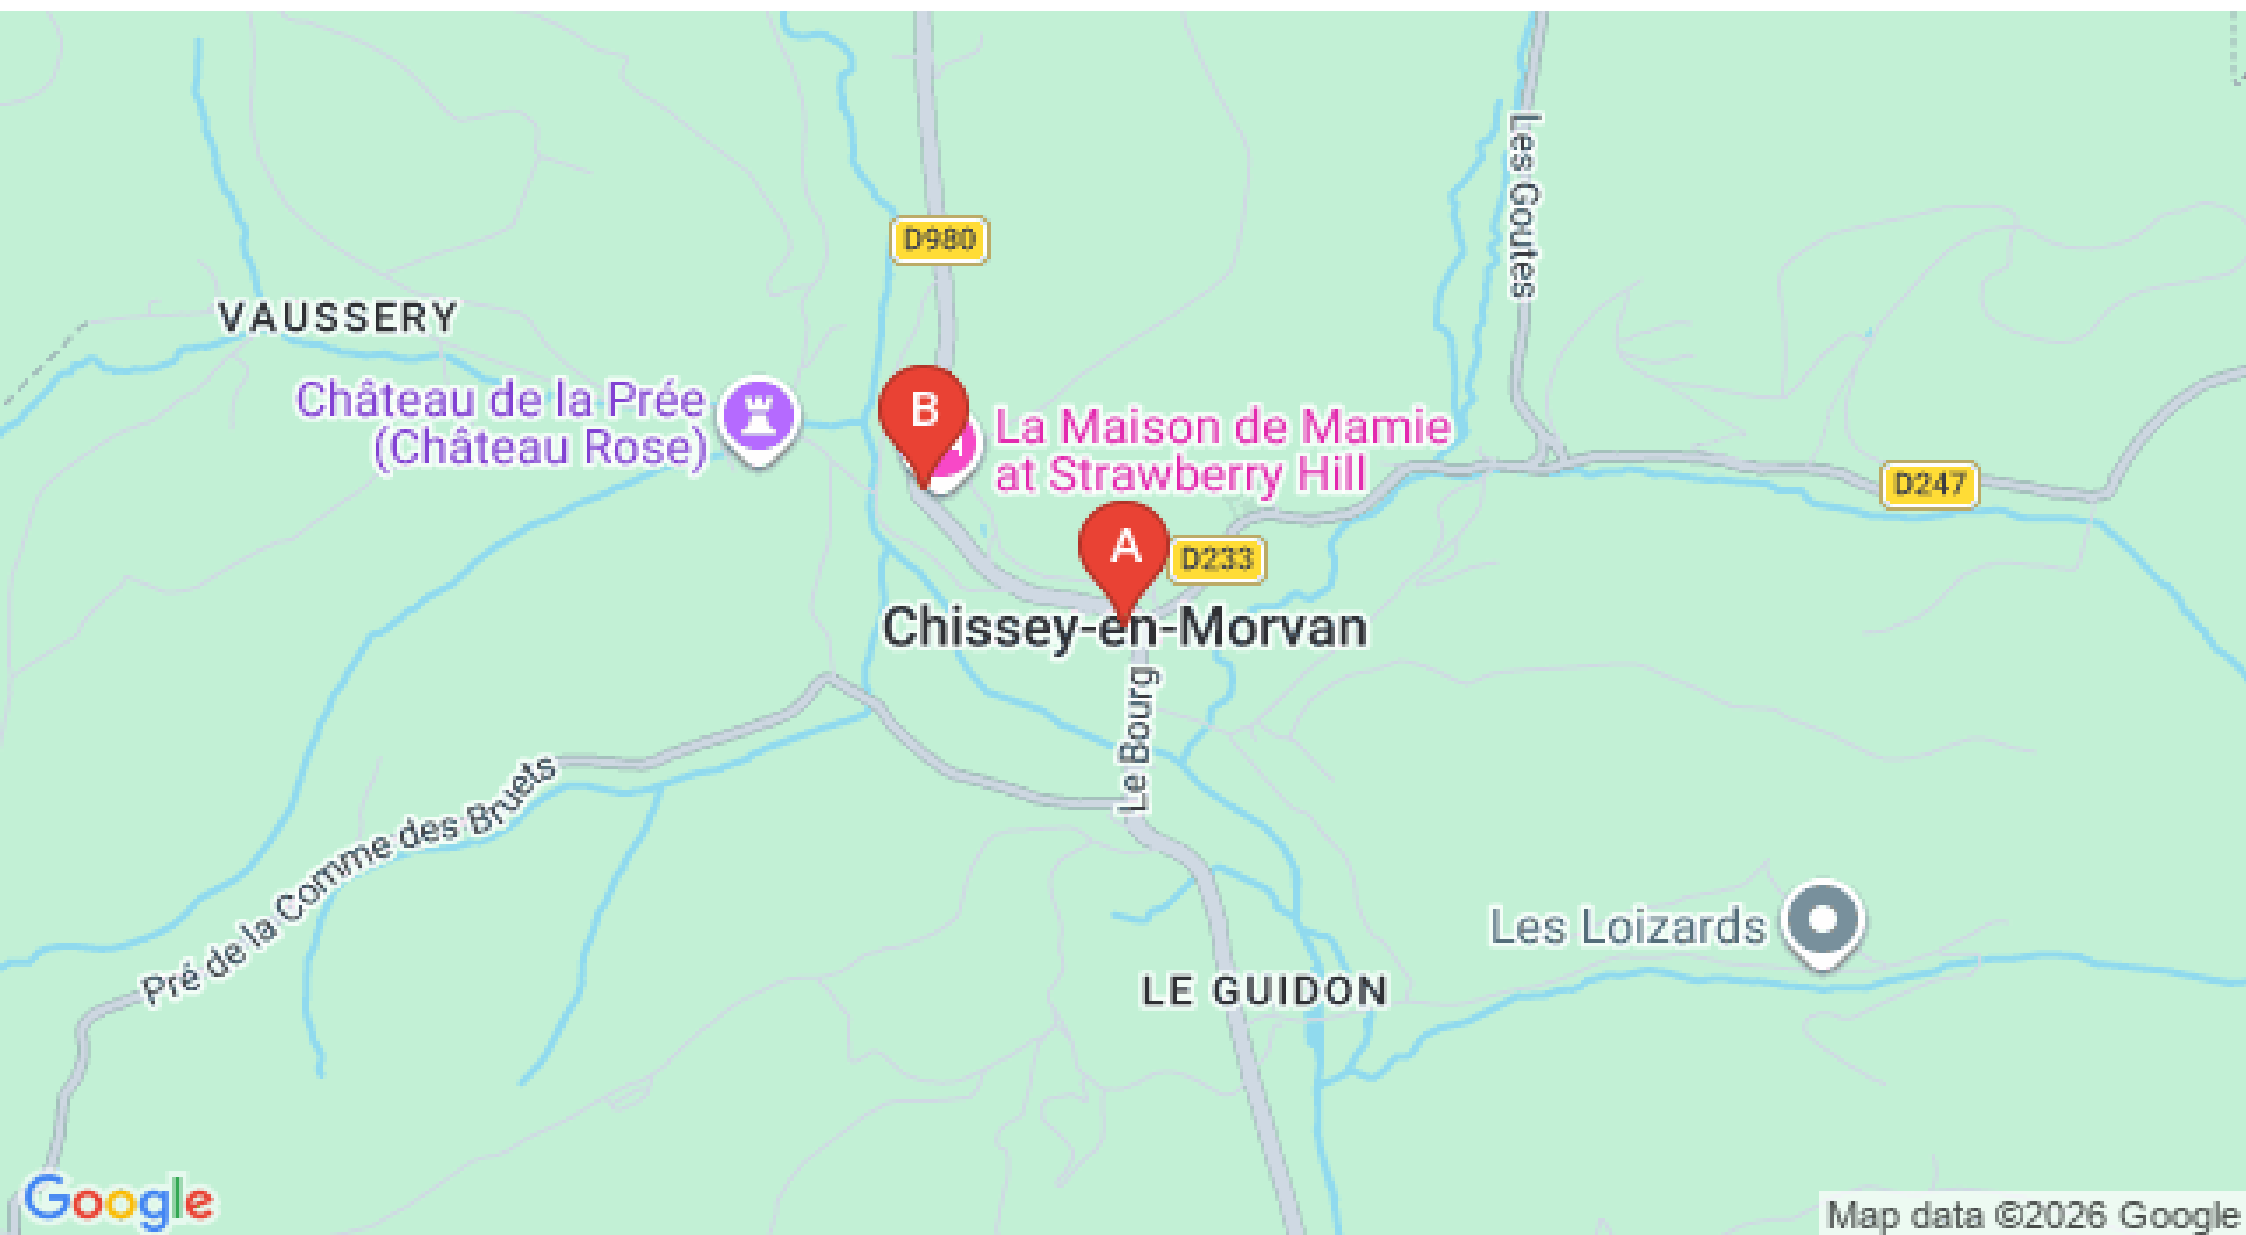 Les Goutes
D980
VAUSSERY
Château de la Prée
(Château Rose)
B
La Maison de Mamie
at Strawberry Hill
D247
A
D233
Chissey-en-Morvan
Le Bourg
Pré de la Comme des Bruets
Les Loizards
LE GUIDON
Google
Map data ©2026 Google